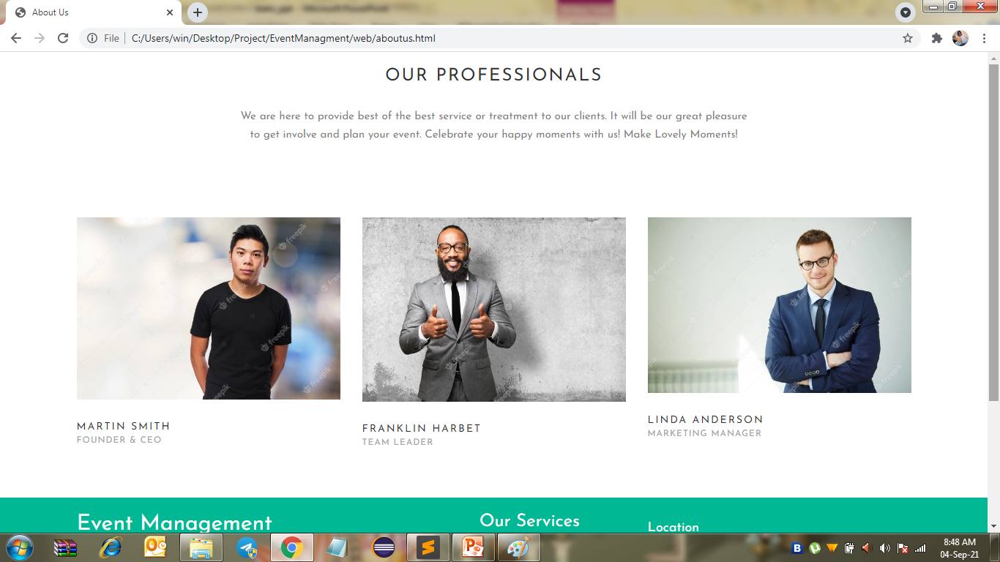 About Us
File
C:/Users/win/Desktop/Project/EventManagment/web/aboutus.html
OUR PROFESSIONALS
We are here to provide best of the best service or treatment to our clients. It will be our great pleasure
to get involve and plan your event. Celebrate your happy moments with us! Make Lovely Moments!
freepik
freepik
freepik
MARTIN SMITH
FOUNDER & CEO
FRANKLIN HARBET
TEAM LEADER
LINDA ANDERSON
MARKETING MANAGER
Event Management
Our Services
Location
8:48 AM
04-Sep-21